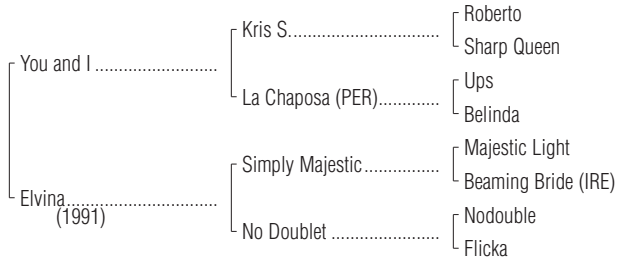 Roberto
Kris S.
Sharp Queen
You and I
Ups
La Chaposa (PER)
Belinda
Majestic Light
Simply Majestic
Beaming Bride (IRE)
Elvina
(1991)
Nodouble
No Doublet
Flicka